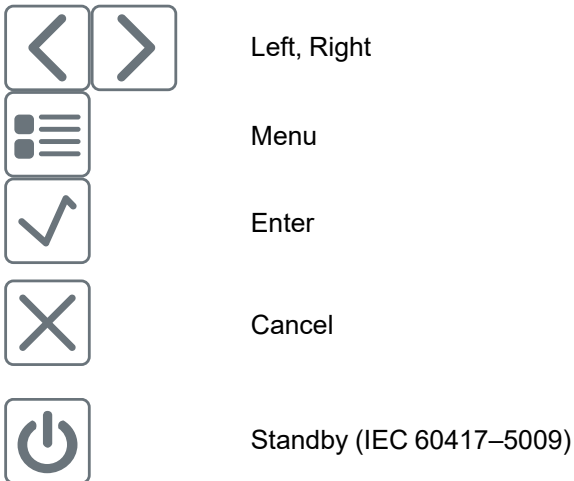 Left, Right
Menu
Enter
Cancel
Standby (IEC 60417–5009)